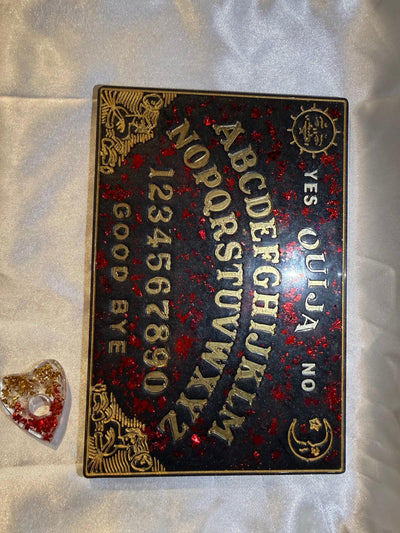 YES OUIJA NO
ABCDEFGHIJKLM
NOPQRSTUVWXYZ
1234567890
GOOD BYE